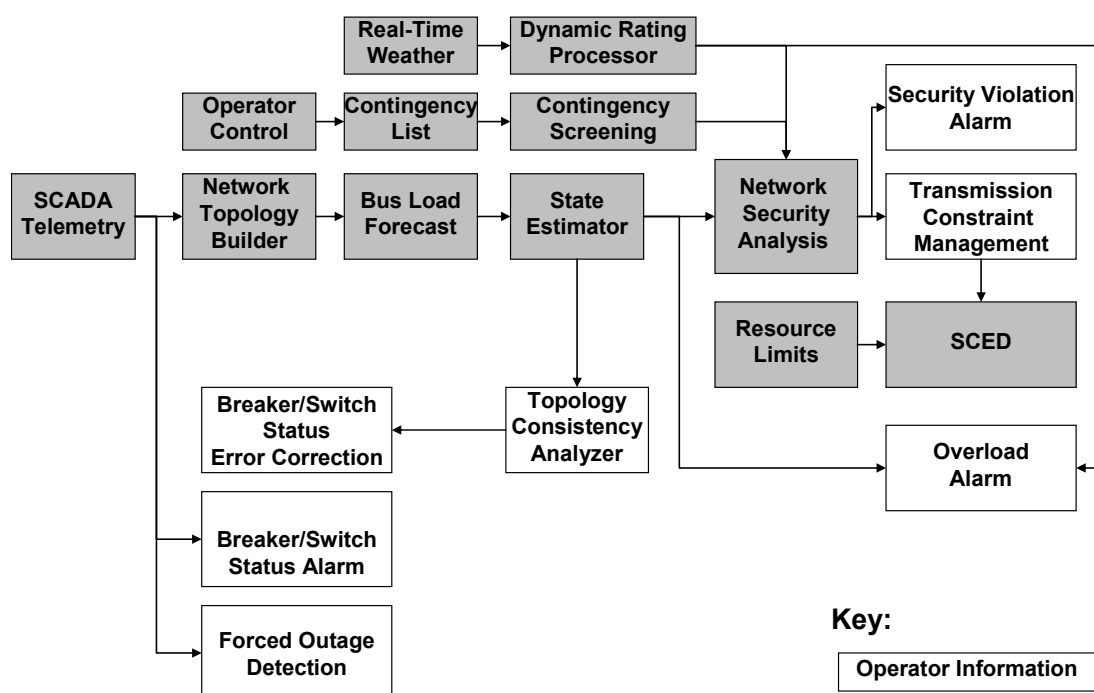 Real-Time
Weather
Dynamic Rating
Processor
Operator
Control
Contingency
List
Contingency
Screening
Security Violation
Alarm
SCADA
Telemetry
Network
Topology
Builder
Bus Load
Forecast
State
Estimator
Network
Security
Analysis
Transmission
Constraint
Management
Resource
Limits
SCED
Breaker/Switch
Status
Error Correction
Topology
Consistency
Analyzer
Overload
Alarm
Breaker/Switch
Status Alarm
Forced Outage
Detection
Key:
Operator Information